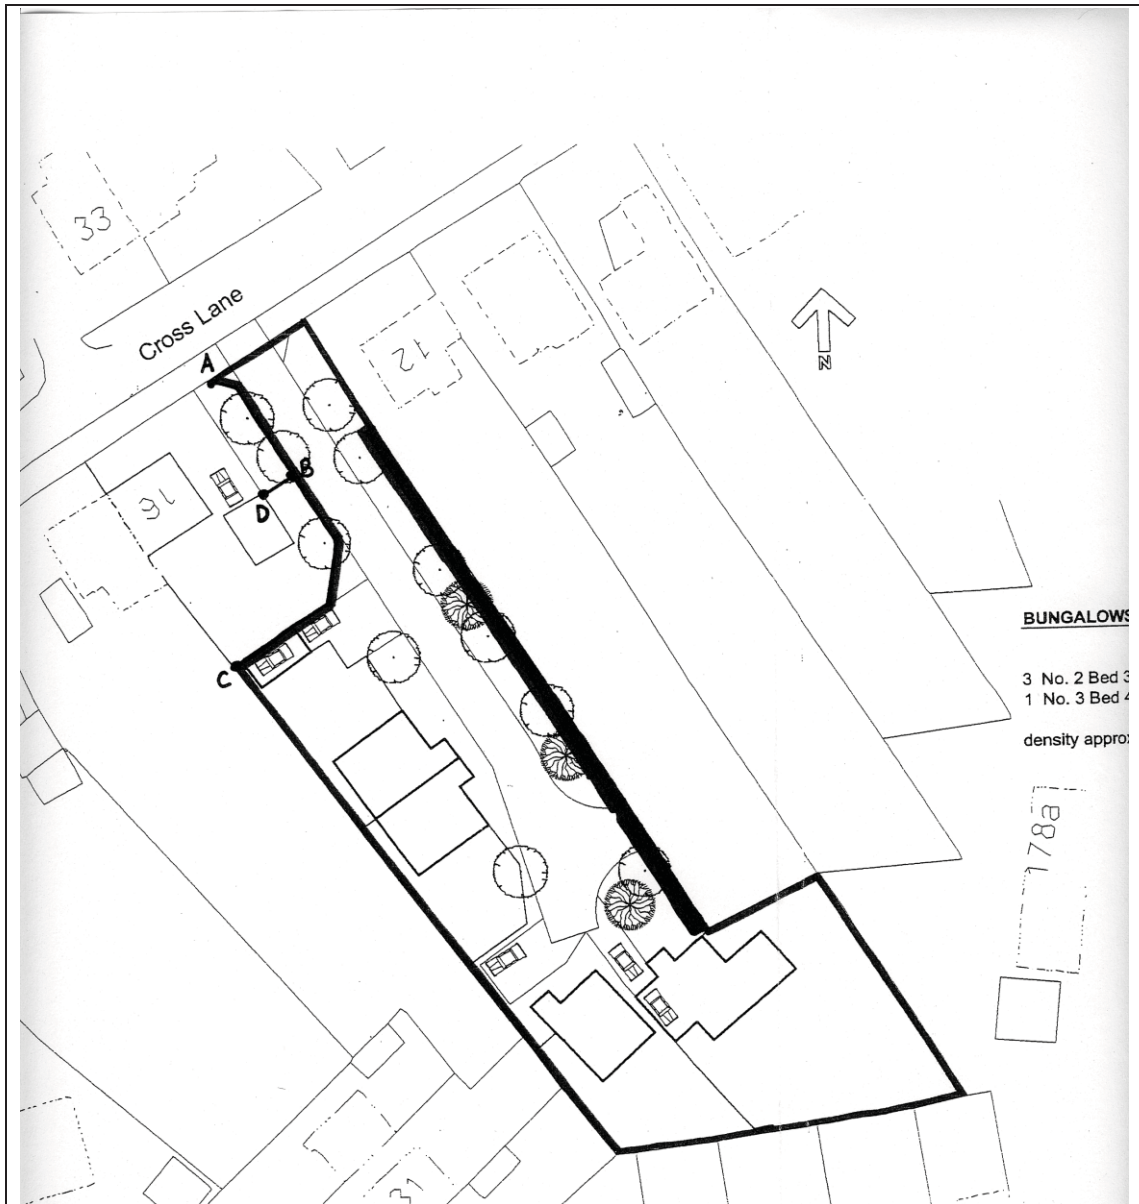 33
Cross Lane
A
12
N
B
16
D
C
BUNGALOWS
3 No. 2 Bed 3
1 No. 3 Bed 4
density approx
178a
31